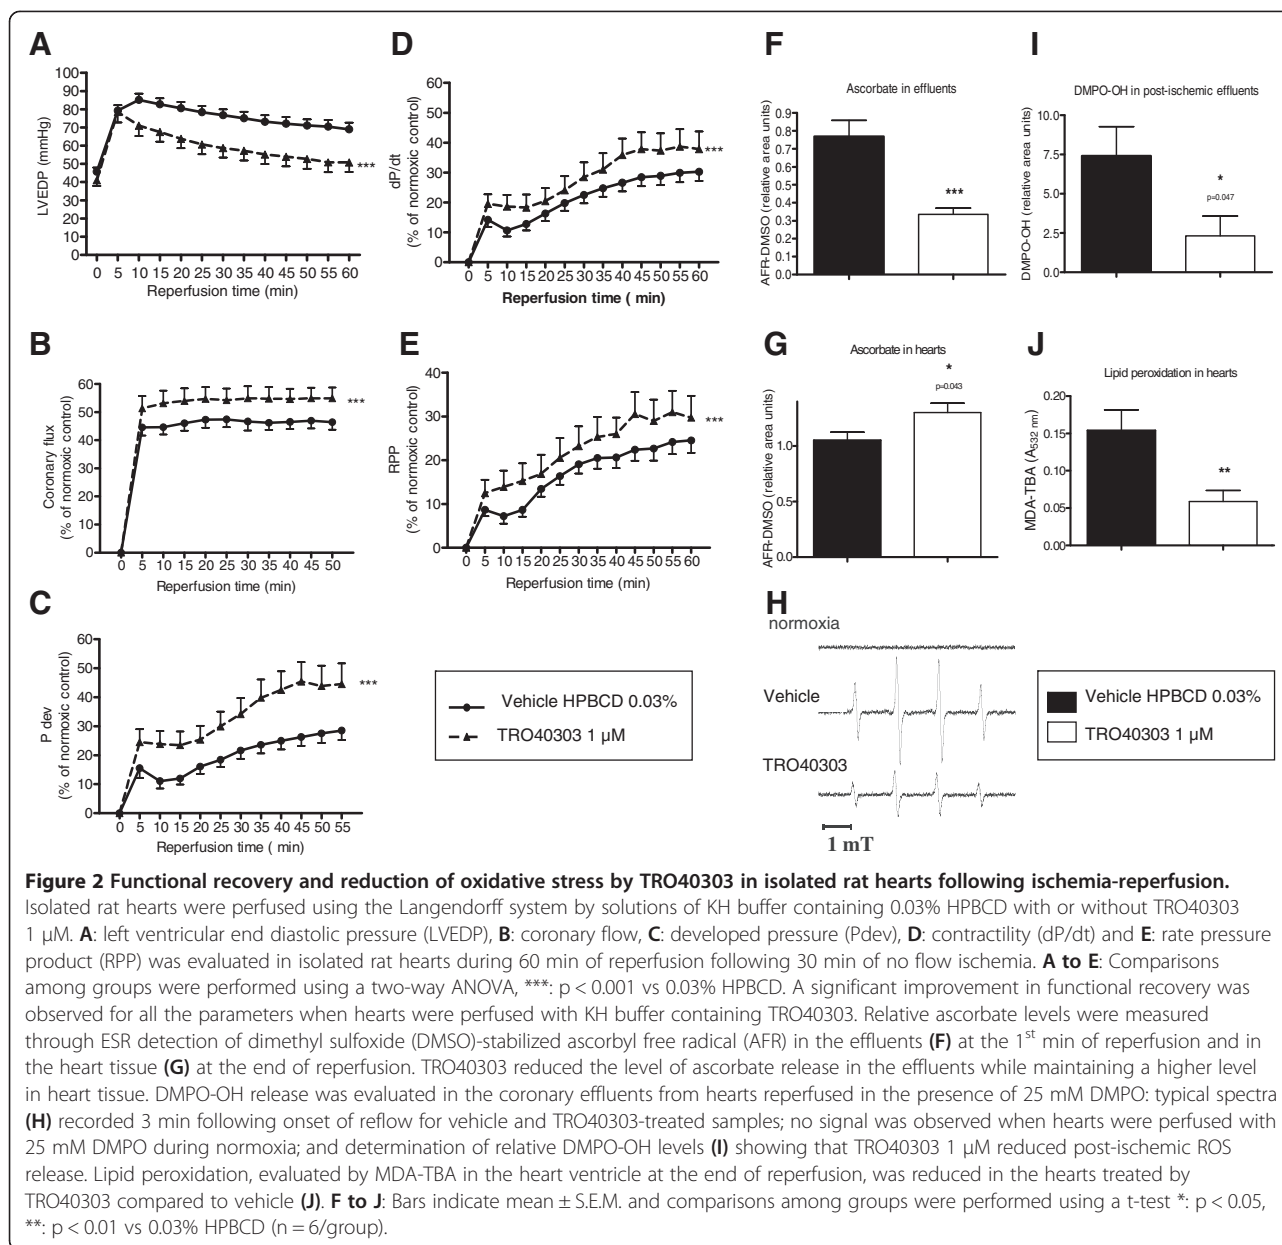 A
100
90
80
70
60
50
40
30
20
10
0
LVEDP (mmHg)
***
0 5 10 15 20 25 30 35 40 45 50 55 60
Reperfusion time (min)
B
60
50
40
30
20
10
0
Coronary flux
(% of normoxic control)
***
0 5 10 15 20 25 30 35 40 45 50
Reperfusion time (min)
C
60
50
40
30
20
10
0
P dev
(% of normoxic control)
***
0 5 10 15 20 25 30 35 40 45 50 55
Reperfusion time ( min)
D
60
50
40
30
20
10
0
dP/dt
(% of normoxic control)
***
0 5 10 15 20 25 30 35 40 45 50 55 60
Reperfusion time ( min)
E
40
30
20
10
0
RPP
(% of normoxic control)
***
0 5 10 15 20 25 30 35 40 45 50 55 60
Reperfusion time (min)
Vehicle HPBCD 0.03%
TRO40303 1 µM
F
Ascorbate in effluents
0.9
0.8
0.7
0.6
0.5
0.4
0.3
0.2
0.1
0.0
AFR-DMSO (relative area units)
***
G
Ascorbate in hearts
*
p=0.043
1.0
0.5
0.0
AFR-DMSO (relative area units)
H
normoxia
Vehicle
TRO40303
1 mT
I
DMPO-OH in post-ischemic effluents
10.0
7.5
5.0
2.5
0.0
DMPO-OH (relative area units)
*
p=0.047
J
Lipid peroxidation in hearts
0.20
0.15
0.10
0.05
0.00
MDA-TBA (A532 nm)
**
Vehicle HPBCD 0.03%
TRO40303 1 µM
Figure 2 Functional recovery and reduction of oxidative stress by TRO40303 in isolated rat hearts following ischemia-reperfusion.
Isolated rat hearts were perfused using the Langendorff system by solutions of KH buffer containing 0.03% HPBCD with or without TRO40303
1 µM. A: left ventricular end diastolic pressure (LVEDP), B: coronary flow, C: developed pressure (Pdev), D: contractility (dP/dt) and E: rate pressure
product (RPP) was evaluated in isolated rat hearts during 60 min of reperfusion following 30 min of no flow ischemia. A to E: Comparisons
among groups were performed using a two-way ANOVA, ***: p < 0.001 vs 0.03% HPBCD. A significant improvement in functional recovery was
observed for all the parameters when hearts were perfused with KH buffer containing TRO40303. Relative ascorbate levels were measured
through ESR detection of dimethyl sulfoxide (DMSO)-stabilized ascorbyl free radical (AFR) in the effluents (F) at the 1st min of reperfusion and in
the heart tissue (G) at the end of reperfusion. TRO40303 reduced the level of ascorbate release in the effluents while maintaining a higher level
in heart tissue. DMPO-OH release was evaluated in the coronary effluents from hearts reperfused in the presence of 25 mM DMPO: typical spectra
(H) recorded 3 min following onset of reflow for vehicle and TRO40303-treated samples; no signal was observed when hearts were perfused with
25 mM DMPO during normoxia; and determination of relative DMPO-OH levels (I) showing that TRO40303 1 µM reduced post-ischemic ROS
release. Lipid peroxidation, evaluated by MDA-TBA in the heart ventricle at the end of reperfusion, was reduced in the hearts treated by
TRO40303 compared to vehicle (J). F to J: Bars indicate mean ± S.E.M. and comparisons among groups were performed using a t-test *: p < 0.05,
**: p < 0.01 vs 0.03% HPBCD (n = 6/group).